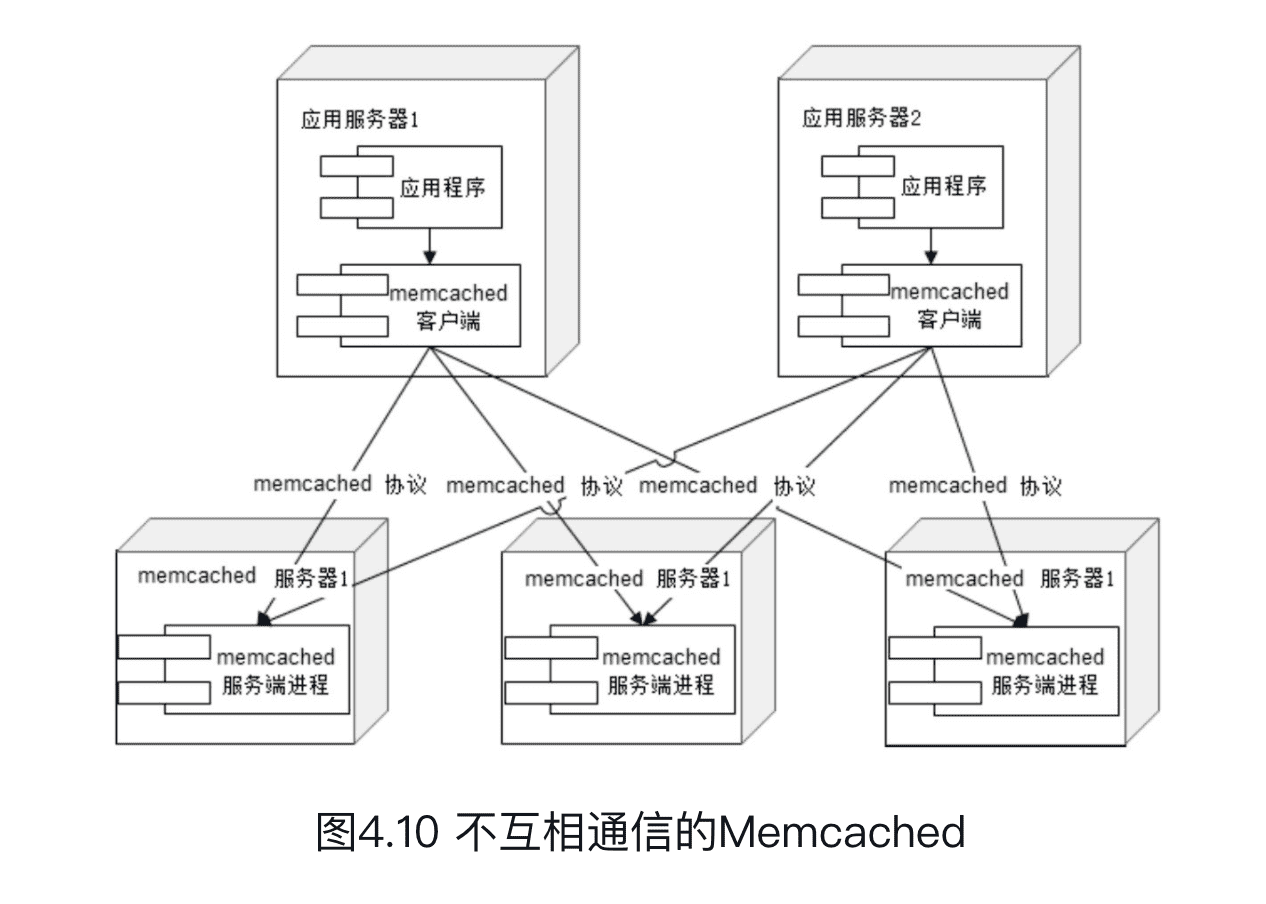 应用服务器1
应用服务器2
应用程序
应用程序
memcached
客户端
memcached
客户端
memcached 协议
memcached 协议
memcached 协议
memcached 协议
memcached 服务器1
memcached 服务器1
memcached 服务器1
memcached
服务端进程
memcached
服务端进程
memcached
服务端进程
图4.10 不互相通信的Memcached